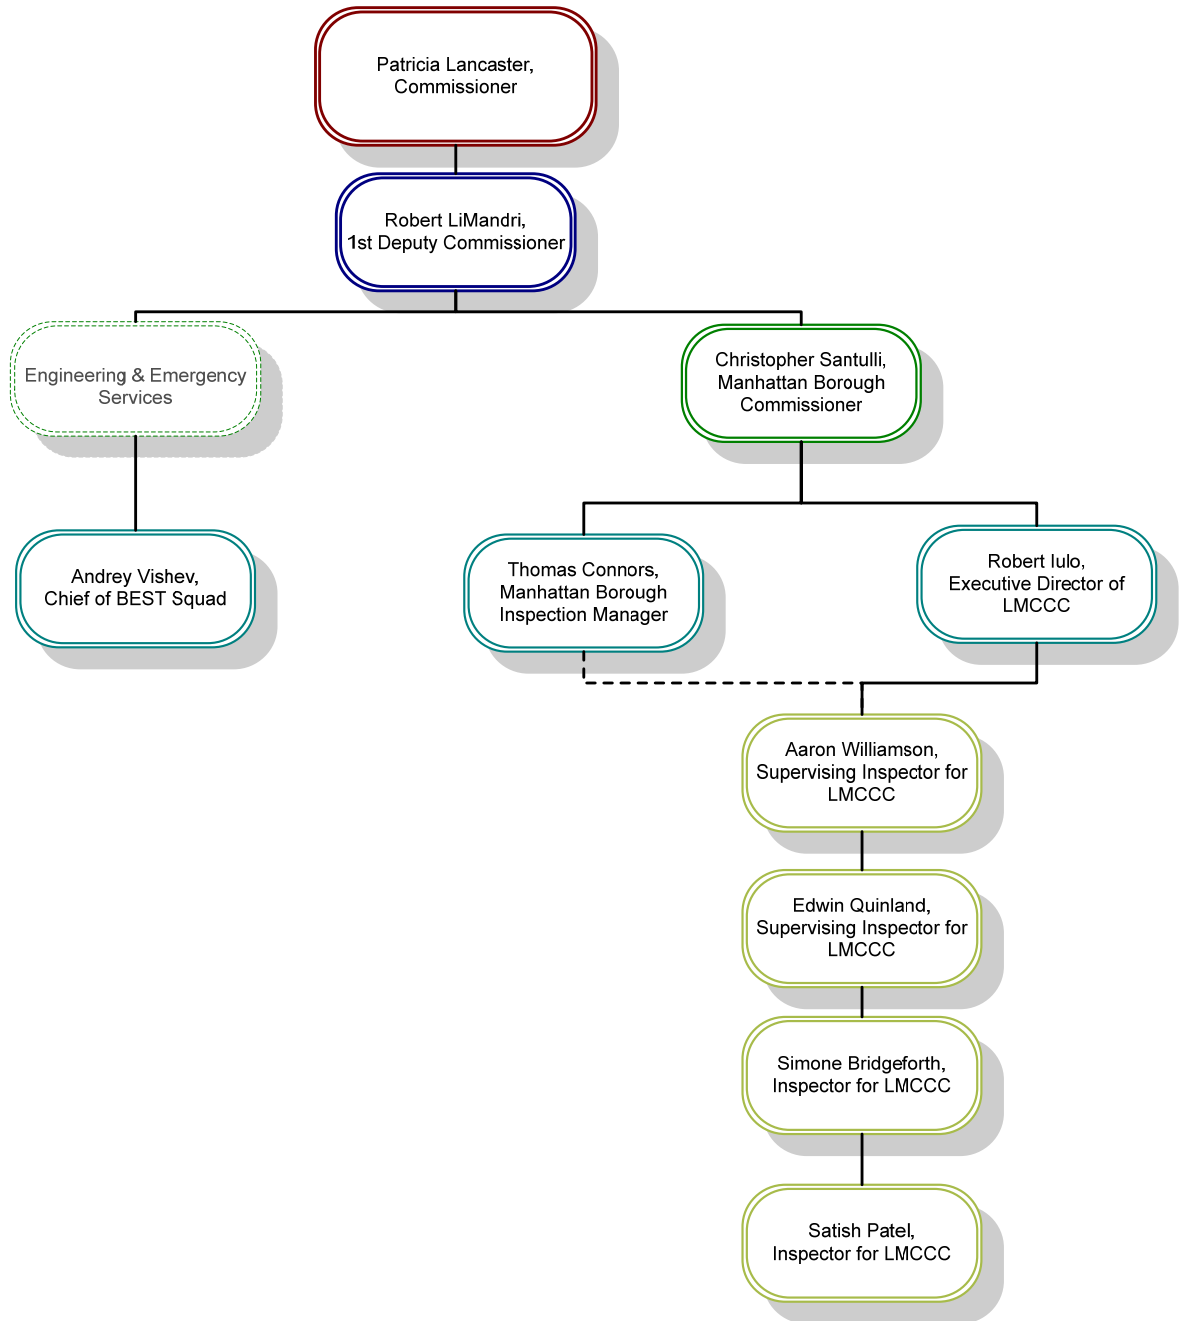 Patricia Lancaster,
Commissioner
Robert LiMandri,
1st Deputy Commissioner
Engineering & Emergency
Services
Christopher Santulli,
Manhattan Borough
Commissioner
Andrey Vishev,
Chief of BEST Squad
Thomas Connors,
Manhattan Borough
Inspection Manager
Robert Iulo,
Executive Director of
LMCCC
Aaron Williamson,
Supervising Inspector for
LMCCC
Edwin Quinland,
Supervising Inspector for
LMCCC
Simone Bridgeforth,
Inspector for LMCCC
Satish Patel,
Inspector for LMCCC